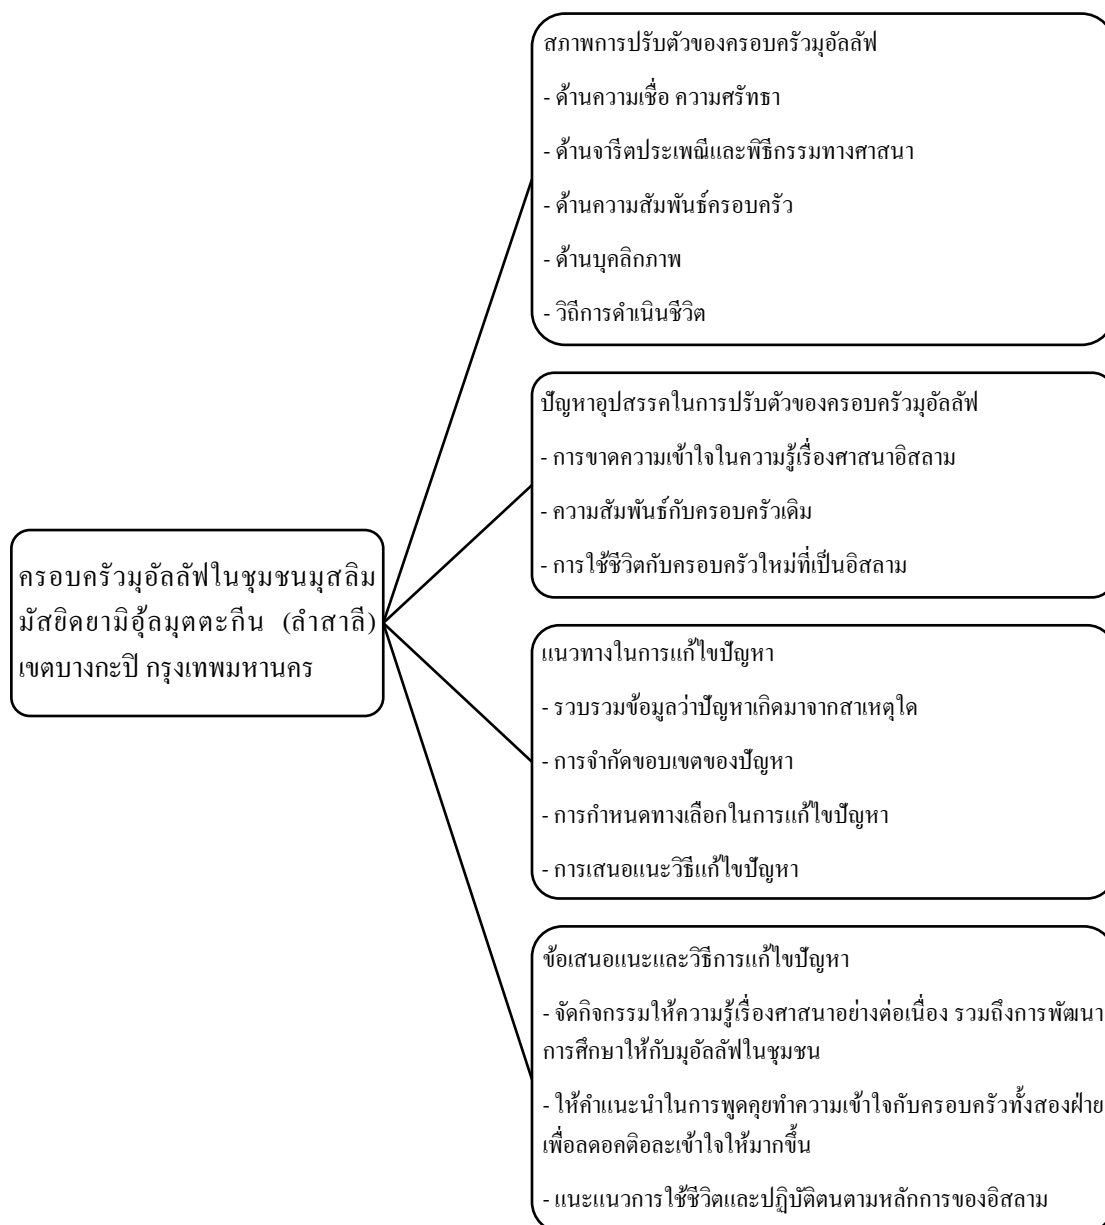 สภาพการปรับตัวของครอบครัวมุอัลลัฟ
- ด้านความเชื่อ ความศรัทธา
- ด้านจารีตประเพณีและพิธีกรรมทางศาสนา
- ด้านความสัมพันธ์ครอบครัว
- ด้านบุคลิกภาพ
- วิถีการดำเนินชีวิต
ปัญหาอุปสรรคในการปรับตัวของครอบครัวมุอัลลัฟ
- การขาดความเข้าใจในความรู้เรื่องศาสนาอิสลาม
- ความสัมพันธ์กับครอบครัวเดิม
- การใช้ชีวิตกับครอบครัวใหม่ที่เป็นอิสลาม
ครอบครัวมุอัลลัฟในชุมชนมุสลิม
มัสยิดยามิอุ้ลมุตตะกีน (ลำสาลี)
เขตบางกะปิ กรุงเทพมหานคร
แนวทางในการแก้ไขปัญหา
- รวบรวมข้อมูลว่าปัญหาเกิดมาจากสาเหตุใด
- การจำกัดขอบเขตของปัญหา
- การกำหนดทางเลือกในการแก้ไขปัญหา
- การเสนอแนะวิธีแก้ไขปัญหา
ข้อเสนอแนะและวิธีการแก้ไขปัญหา
- จัดกิจกรรมให้ความรู้เรื่องศาสนาอย่างต่อเนื่อง รวมถึงการพัฒนา
การศึกษาให้กับมุอัลลัฟในชุมชน
- ให้คำแนะนำในการพูดคุยทำความเข้าใจกับครอบครัวทั้งสองฝ่าย
เพื่อลดอคติอละเข้าใจให้มากขึ้น
- แนะแนวการใช้ชีวิตและปฏิบัติตนตามหลักการของอิสลาม